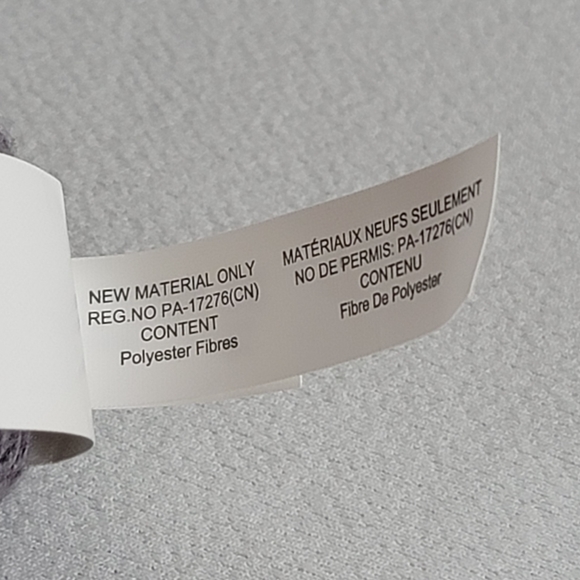 NEW MATERIAL ONLY
REG.NO PA-17276(CN)
CONTENT
Polyester Fibres
MATÉRIAUX NEUFS SEULEMENT
NO DE PERMIS: PA-17276(CN)
CONTENU
Fibre De Polyester